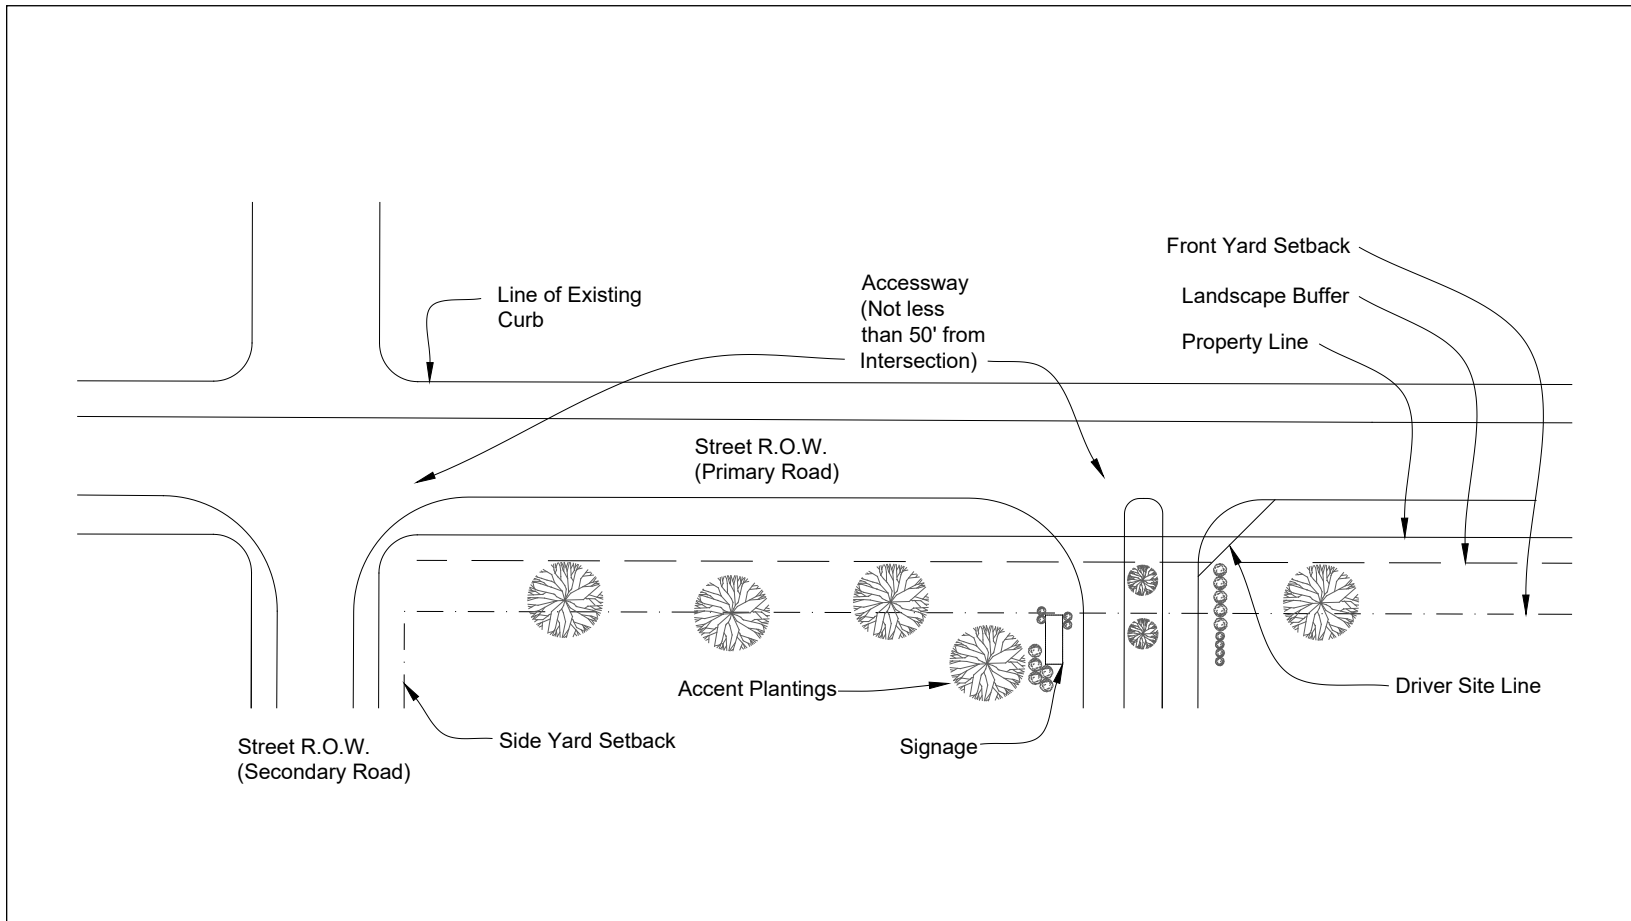 Front Yard Setback
Landscape Buffer
Property Line
Accessway
(Not less
than 50' from
Intersection)
Line of Existing
Curb
Street R.O.W.
(Primary Road)
Accent Plantings
Driver Site Line
Side Yard Setback
Signage
Street R.O.W.
(Secondary Road)